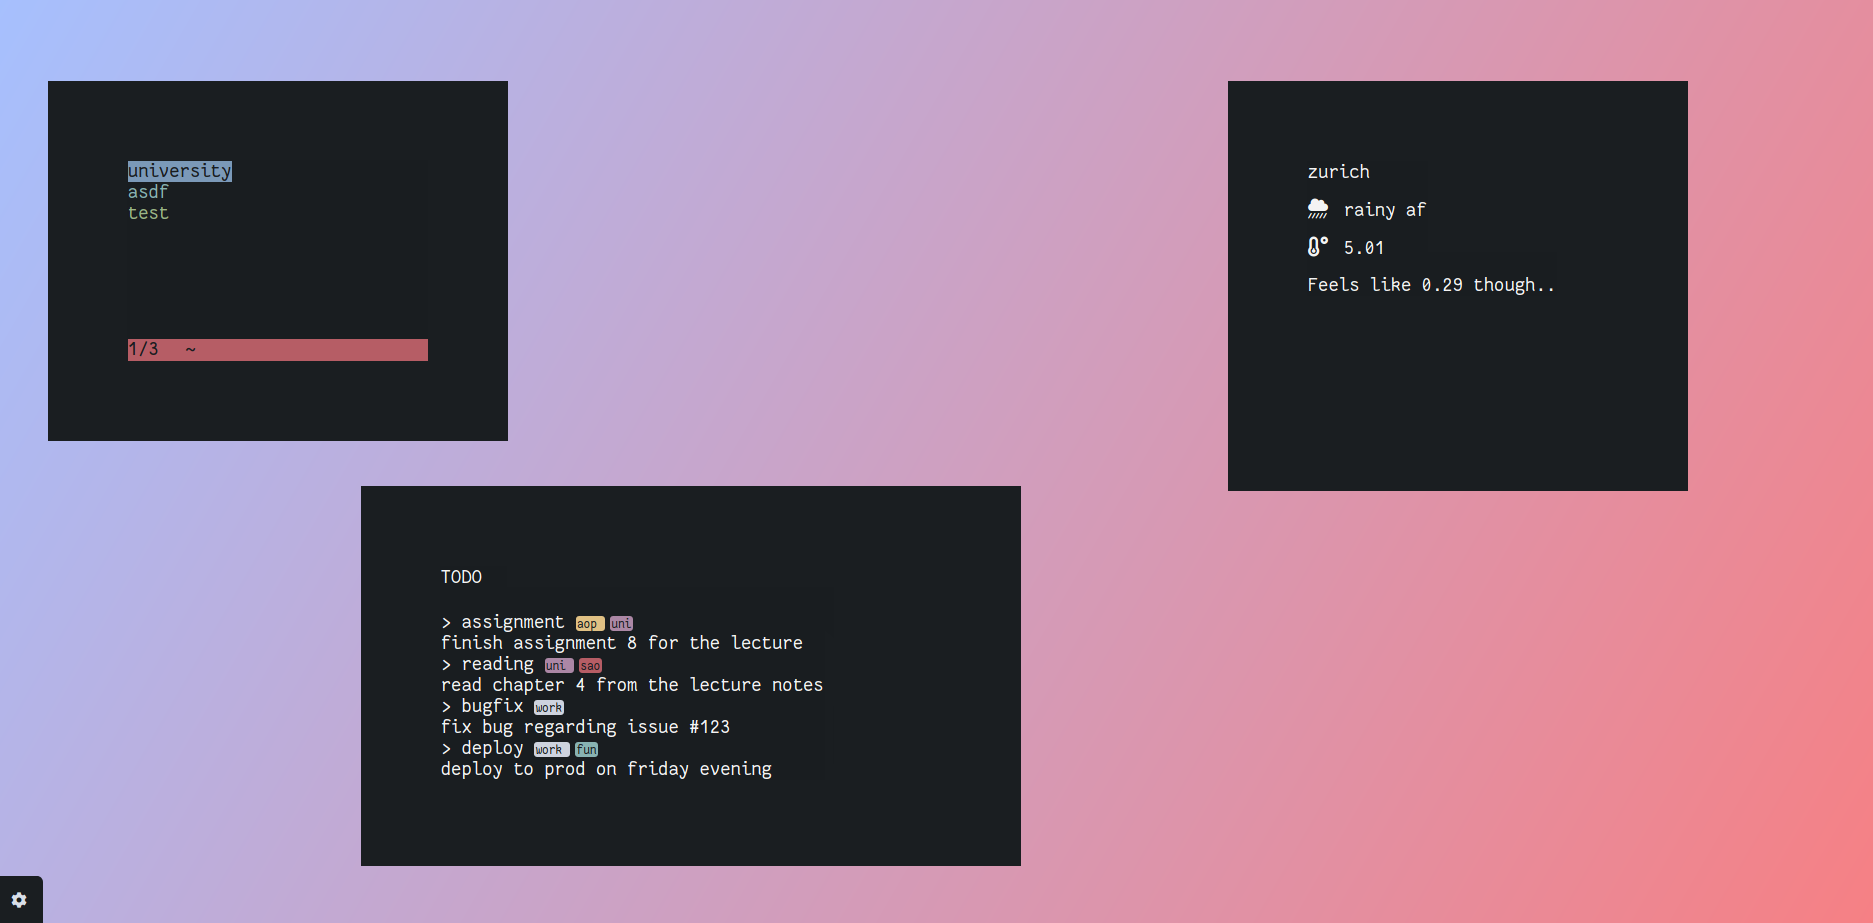 university
asdf
test
1/3 ~
zurich
rainy af
5.01
Feels like 0.29 though..
TODO
> assignment aop uni
finish assignment 8 for the lecture
> reading uni sao
read chapter 4 from the lecture notes
> bugfix work
fix bug regarding issue #123
> deploy work fun
deploy to prod on friday evening